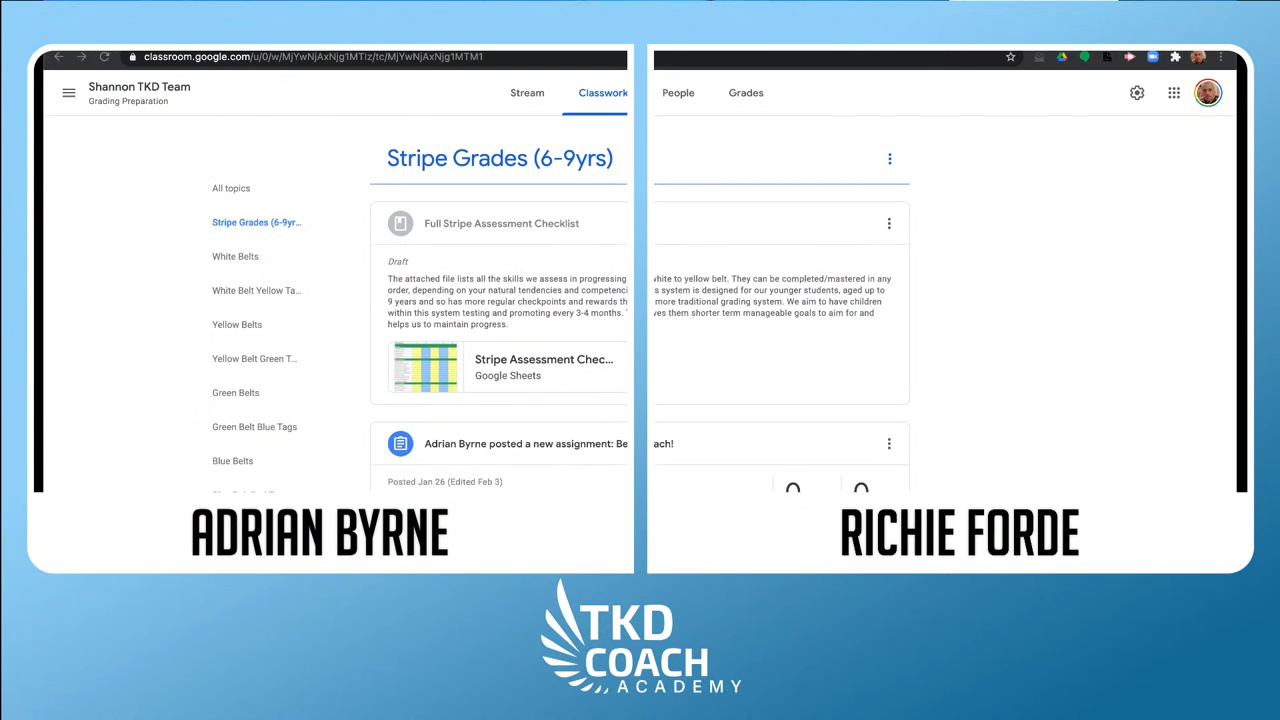 classroom.google.com/u/0/w/MjYwNjAxNjg1MTIz/tc/MjYwNjAxNjg1MTM1
Shannon TKD Team
Grading Preparation
Stream
Classwork
People
Grades
Stripe Grades (6-9yrs)
All topics
Stripe Grades (6-9yr...
White Belts
White Belt Yellow Ta...
Yellow Belts
Yellow Belt Green T...
Green Belts
Green Belt Blue Tags
Blue Belts
Full Stripe Assessment Checklist
Draft
The attached file lists all the skills we assess in progressing white to yellow belt. They can be completed/mastered in any
order, depending on your natural tendencies and competenci s system is designed for our younger students, aged up to
9 years and so has more regular checkpoints and rewards th more traditional grading system. We aim to have children
within this system testing and promoting every 3-4 months. ves them shorter term manageable goals to aim for and
helps us to maintain progress.
Stripe Assessment Chec...
Google Sheets
Adrian Byrne posted a new assignment: Be ach!
Posted Jan 26 (Edited Feb 3)
ADRIAN BYRNE
RICHIE FORDE
TKD
COACH
ACADEMY